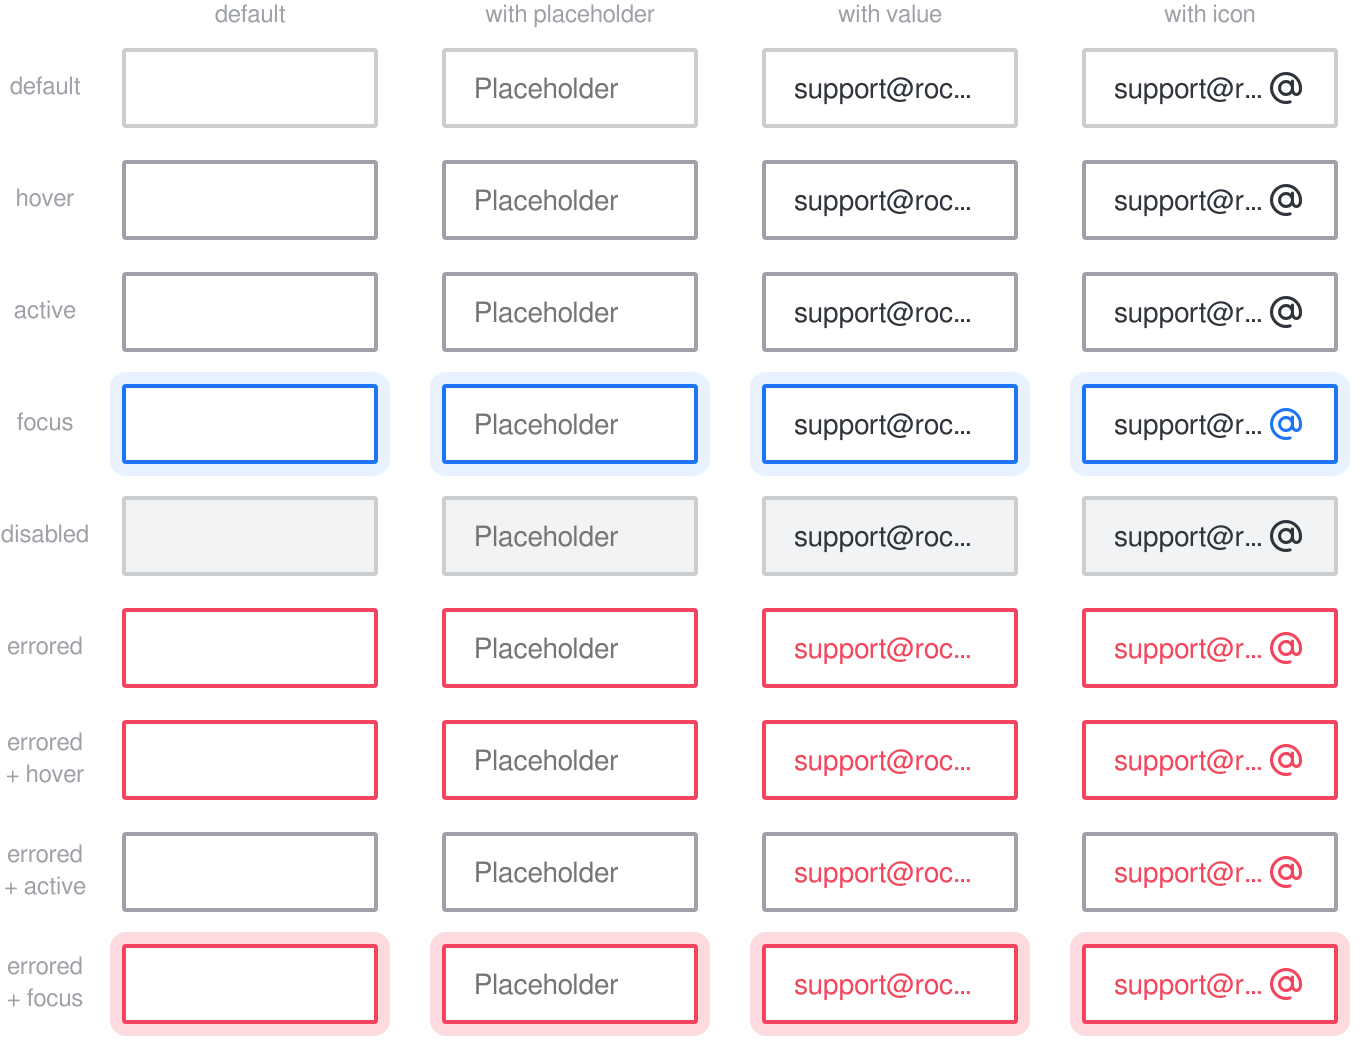 default with placeholder with value with icon
default Placeholder support@roc... support@r... @
hover Placeholder support@roc... support@r... @
active Placeholder support@roc... support@r... @
focus Placeholder support@roc... support@r... @
disabled Placeholder support@roc... support@r... @
errored Placeholder support@roc... support@r... @
errored
+ hover Placeholder support@roc... support@r... @
errored
+ active Placeholder support@roc... support@r... @
errored
+ focus Placeholder support@roc... support@r... @